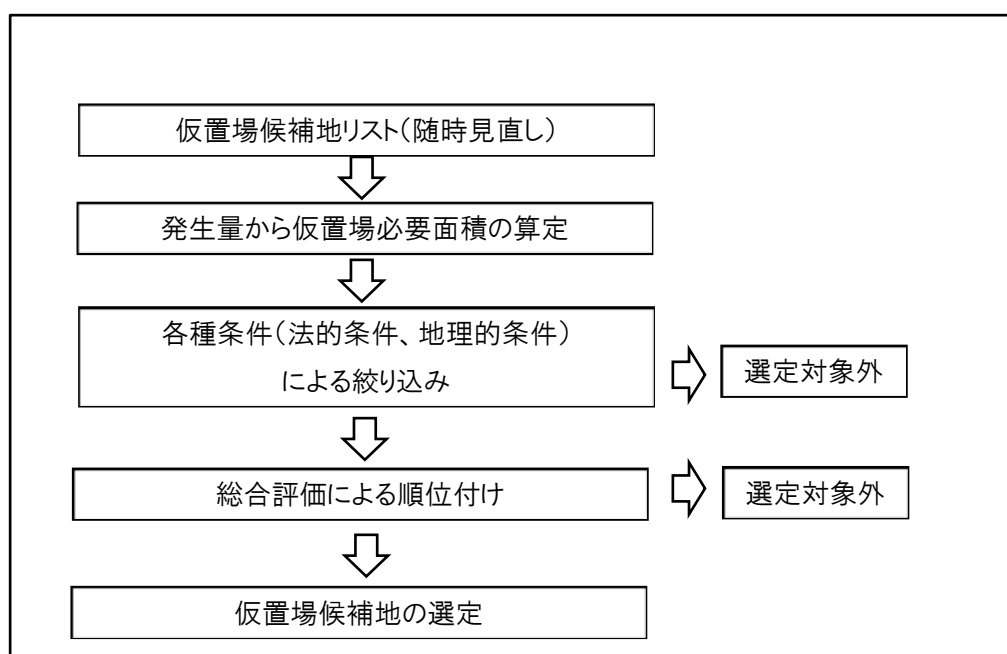 仮置場候補地リスト（随時見直し）
発生量から仮置場必要面積の算定
各種条件（法的条件、地理的条件）
による絞り込み
選定対象外
総合評価による順位付け
選定対象外
仮置場候補地の選定